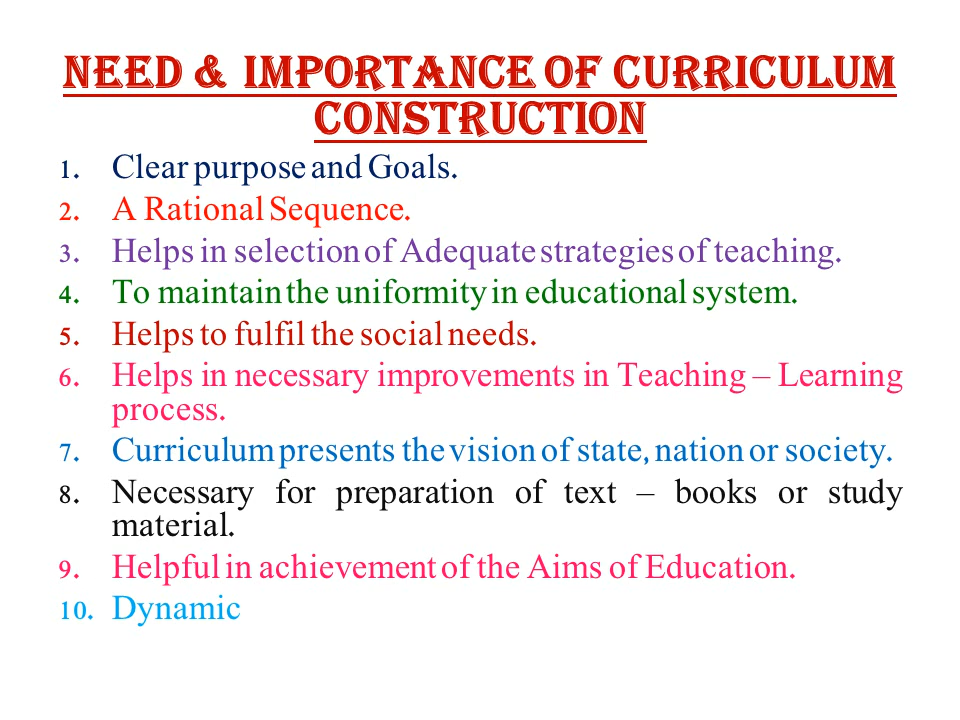 NEED & IMPORTANCE OF CURRICULUM
CONSTRUCTION
1. Clear purpose and Goals.
2. A Rational Sequence.
3. Helps in selection of Adequate strategies of teaching.
4. To maintain the uniformity in educational system.
5. Helps to fulfil the social needs.
6. Helps in necessary improvements in Teaching – Learning
process.
7. Curriculum presents the vision of state, nation or society.
8. Necessary for preparation of text – books or study
material.
9. Helpful in achievement of the Aims of Education.
10. Dynamic